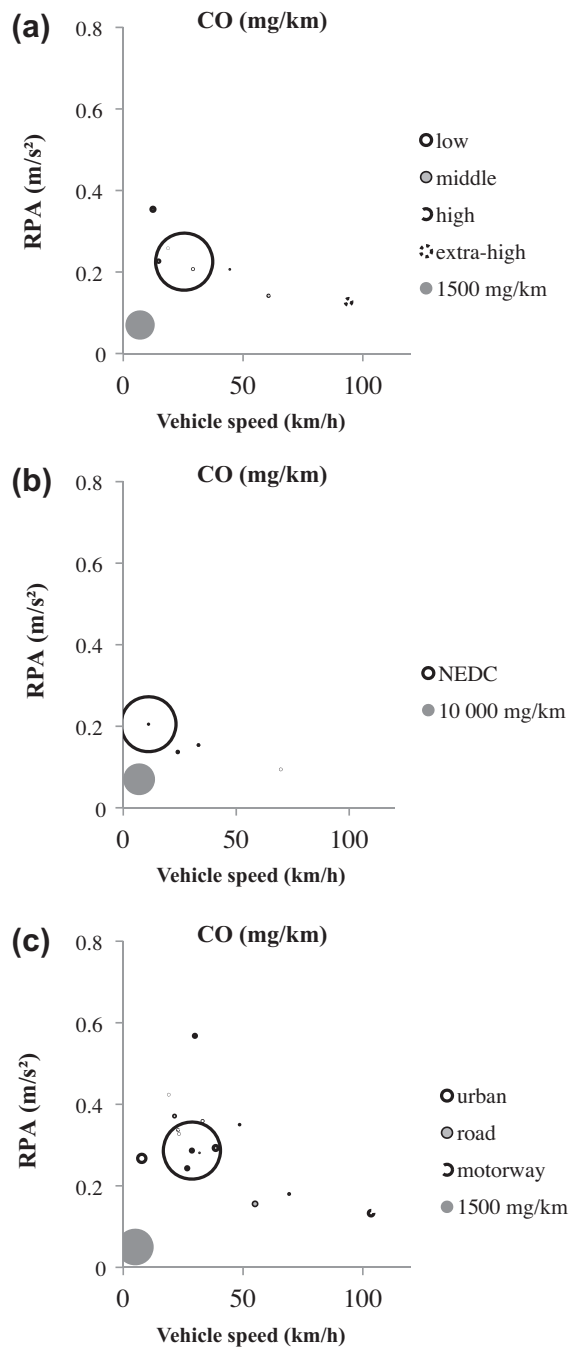 (a)
CO (mg/km)
0.8
0.6
0.4
0.2
0
RPA (m/s²)
0 50 100
Vehicle speed (km/h)
low
middle
high
extra-high
1500 mg/km
(b)
CO (mg/km)
0.8
0.6
0.4
0.2
0
RPA (m/s²)
0 50 100
Vehicle speed (km/h)
NEDC
10 000 mg/km
(c)
CO (mg/km)
0.8
0.6
0.4
0.2
0
RPA (m/s²)
0 50 100
Vehicle speed (km/h)
urban
road
motorway
1500 mg/km